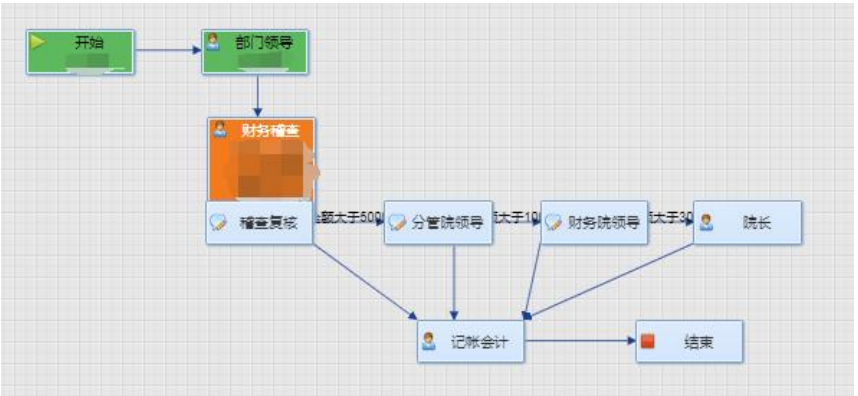 开始
部门领导
财务稽查
稽查复核
额大于500
分管院领导
大于10
财务院领导
大于30
院长
记帐会计
结束